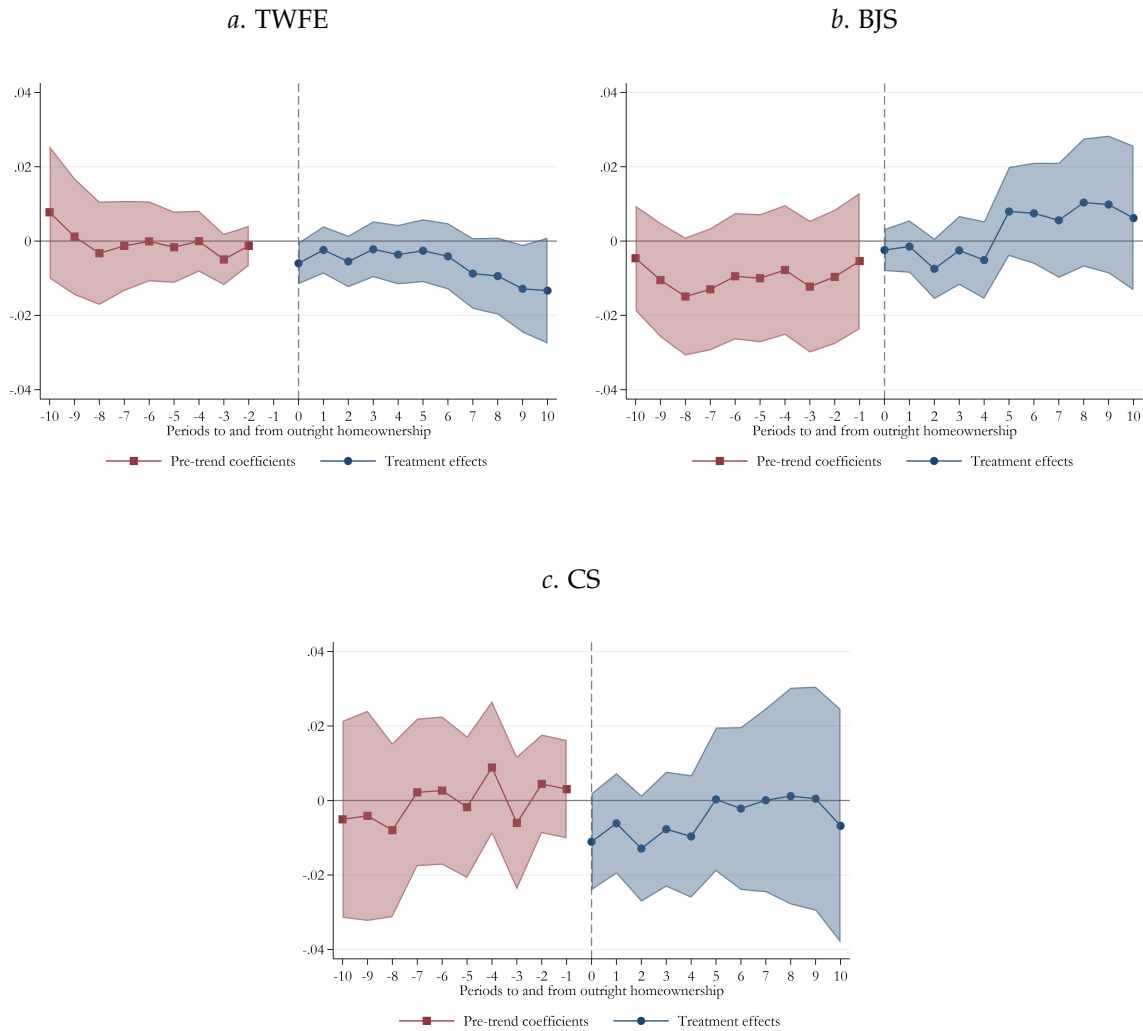 a. TWFE
.04
.02
0
-.02
-.04
-10 -9 -8 -7 -6 -5 -4 -3 -2 -1 0 1 2 3 4 5 6 7 8 9 10
Periods to and from outright homeownership
Pre-trend coefficients Treatment effects
b. BJS
.04
.02
0
-.02
-.04
-10 -9 -8 -7 -6 -5 -4 -3 -2 -1 0 1 2 3 4 5 6 7 8 9 10
Periods to and from outright homeownership
Pre-trend coefficients Treatment effects
c. CS
.04
.02
0
-.02
-.04
-10 -9 -8 -7 -6 -5 -4 -3 -2 -1 0 1 2 3 4 5 6 7 8 9 10
Periods to and from outright homeownership
Pre-trend coefficients Treatment effects